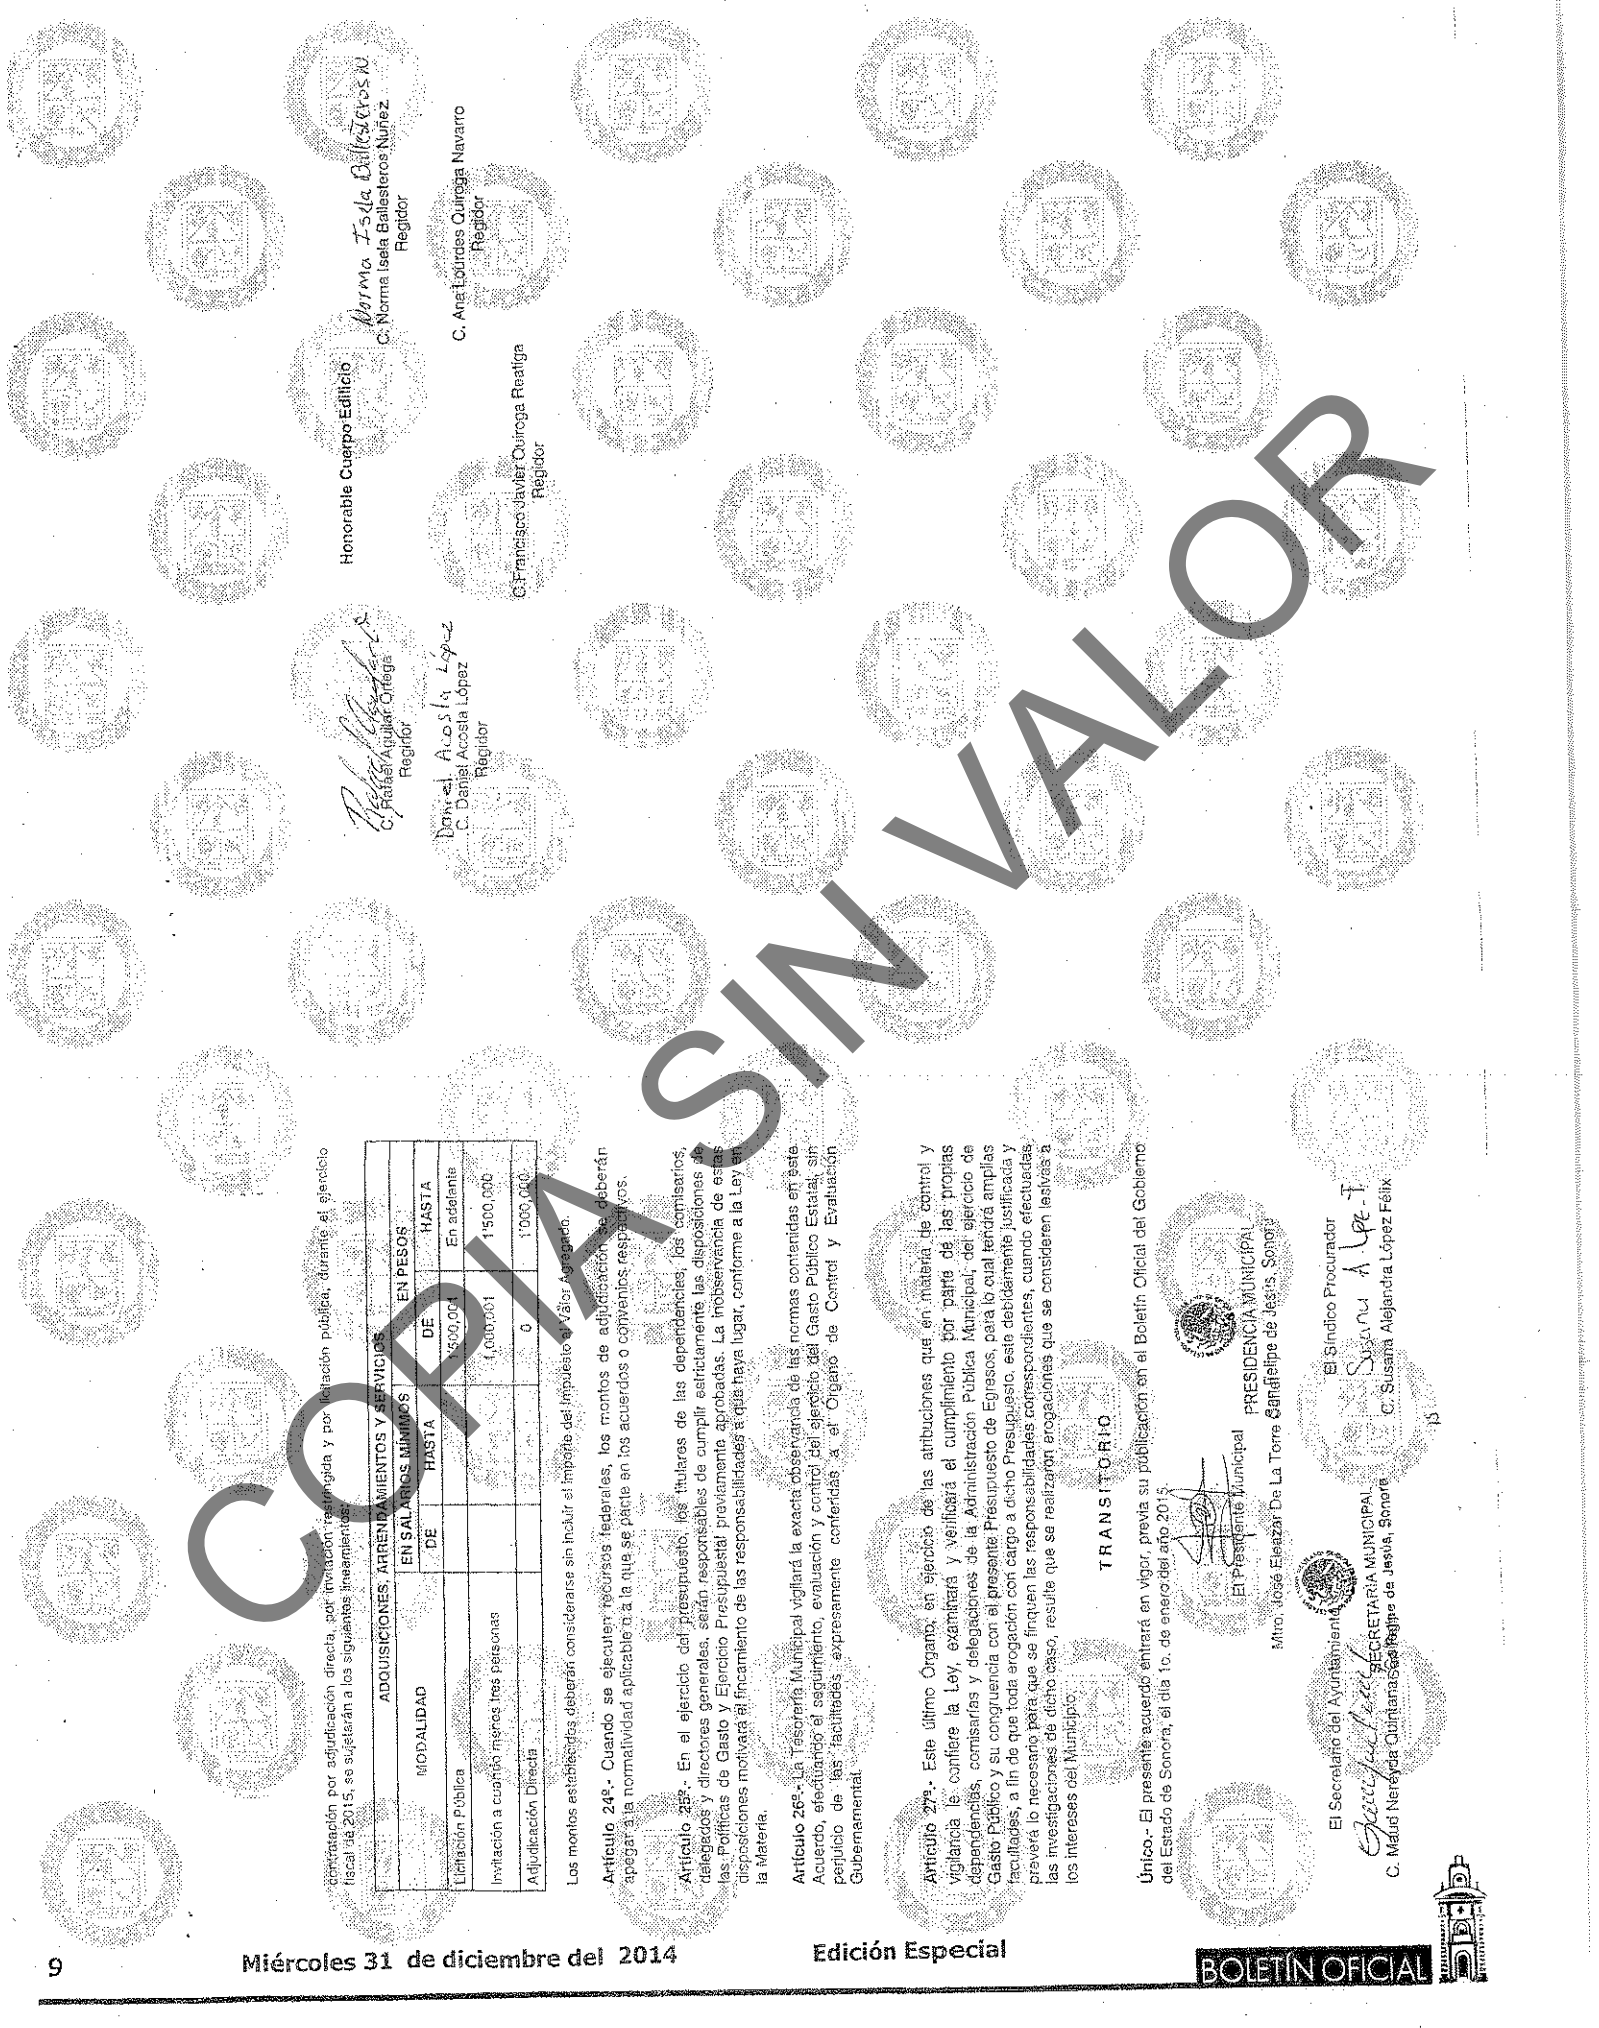 contratación por adjudicación directa, por invitación restringida y por licitación pública, durante el ejercicio
fiscal de 2015, se sujetarán a los siguientes lineamientos:
ADQUISICIONES, ARRENDAMIENTOS Y SERVICIOS
MODALIDAD EN SALARIOS MÍNIMOS EN PESOS
DE HASTA DE HASTA
Licitación Pública 1'500,001 En adelante
Invitación a cuando menos tres personas 1,000,001 1'500,000
Adjudicación Directa 0 1'000,000
Los montos establecidos deberán considerarse sin incluir el importe del Impuesto al Valor Agregado.
Artículo 24º.- Cuando se ejecuten recursos federales, los montos de adjudicación se deberán
apegar a la normatividad aplicable o a la que se pacte en los acuerdos o convenios respectivos.
Artículo 25º.- En el ejercicio del presupuesto, los titulares de las dependencias, los comisarios,
delegados y directores generales, serán responsables de cumplir estrictamente las disposiciones de
las Políticas de Gasto y Ejercicio Presupuestal previamente aprobadas. La inobservancia de estas
disposiciones motivará el fincamiento de las responsabilidades a que haya lugar, conforme a la Ley en
la Materia.
Artículo 26º.- La Tesorería Municipal vigilará la exacta observancia de las normas contenidas en este
Acuerdo, efectuando el seguimiento, evaluación y control del ejercicio del Gasto Público Estatal, sin
perjuicio de las facultades expresamente conferidas a el Órgano de Control y Evaluación
Gubernamental.
Artículo 27º.- Este último Órgano, en ejercicio de las atribuciones que en materia de control y
vigilancia le confiere la Ley, examinará y verificará el cumplimiento por parte de las propias
dependencias, comisarías y delegaciones de la Administración Pública Municipal, del ejercicio de
Gasto Público y su congruencia con el presente Presupuesto de Egresos, para lo cual tendrá amplias
facultades, a fin de que toda erogación con cargo a dicho Presupuesto, esté debidamente justificada y
preverá lo necesario para que se finquen las responsabilidades correspondientes, cuando efectuadas
las investigaciones de dicho caso, resulte que se realizaron erogaciones que se consideren lesivas a
los intereses del Municipio.
TRANSITORIO
Único.- El presente acuerdo entrará en vigor, previa su publicación en el Boletín Oficial del Gobierno
del Estado de Sonora, el día 1o. de enero del año 2015.
El Presidente Municipal
PRESIDENCIA MUNICIPAL
San Felipe de Jesús, Sonora
Mtro. José Eleazar De La Torre
El Secretario del Ayuntamiento
SECRETARÍA MUNICIPAL
San Felipe de Jesús, Sonora
C. Maud Nereyda Quintana
El Síndico Procurador
C. Susana Alejandra López Félix
15
Honorable Cuerpo Edilicio
C. Rafael Aguilar Ortega
Regidor
Norma Isela Ballesteros N
C. Norma Isela Ballesteros Nuñez
Regidor
Daniel Acosta López
C. Daniel Acosta López
Regidor
C. Ana Lourdes Quiroga Navarro
Regidor
C. Francisco Javier Quiroga Reatiga
Regidor
COPIA SIN VALOR
9
Miércoles 31 de diciembre del 2014
Edición Especial
BOLETÍN OFICIAL